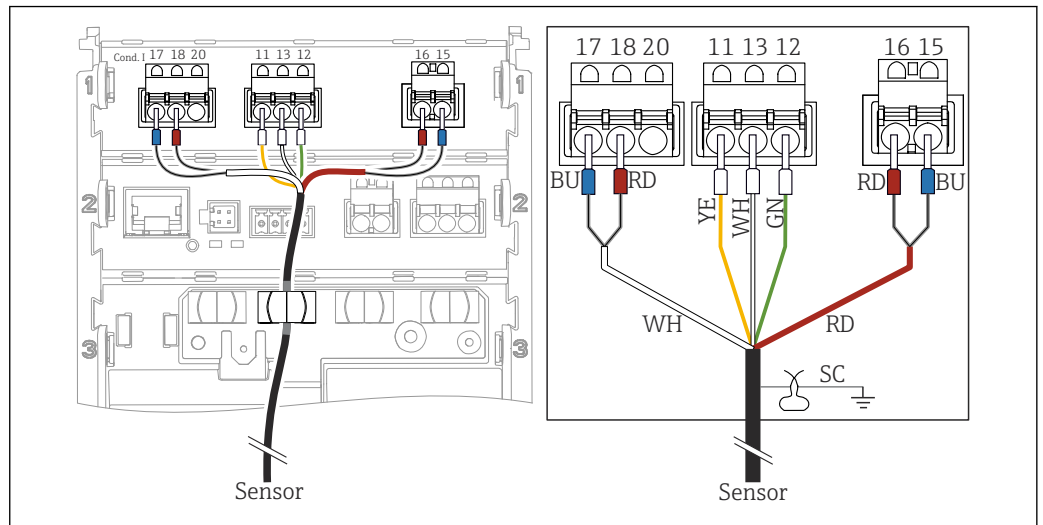 Cond. I 17 18 20 11 13 12 16 15
1 1
2 2
3 3
Sensor
17 18 20 11 13 12 16 15
BU RD YE WH GN RD BU
WH RD
SC
Sensor